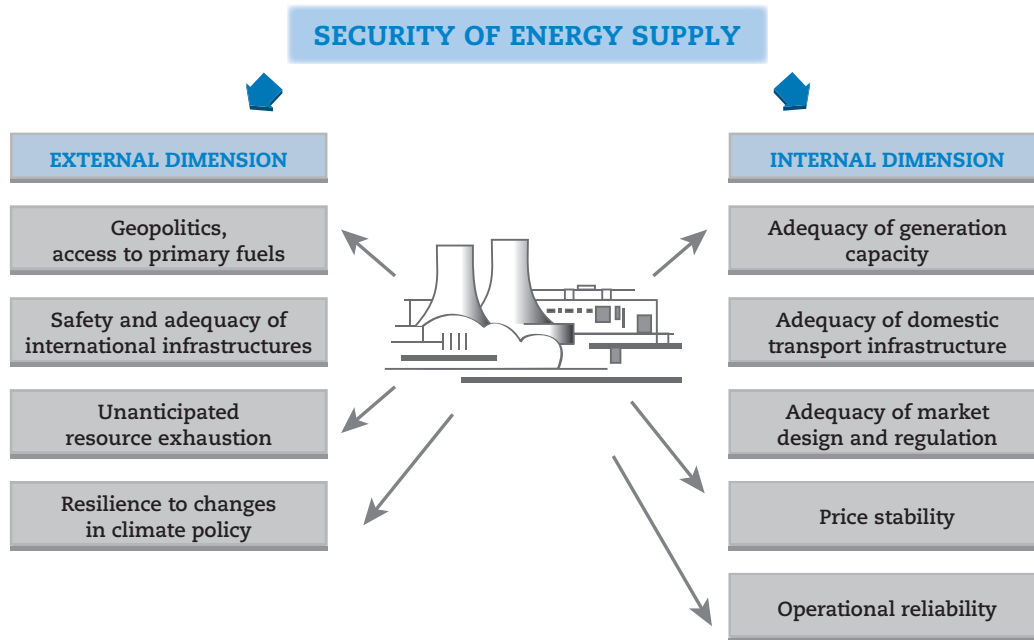 SECURITY OF ENERGY SUPPLY
EXTERNAL DIMENSION
Geopolitics,
access to primary fuels
Safety and adequacy of
international infrastructures
Unanticipated
resource exhaustion
Resilience to changes
in climate policy
INTERNAL DIMENSION
Adequacy of generation
capacity
Adequacy of domestic
transport infrastructure
Adequacy of market
design and regulation
Price stability
Operational reliability